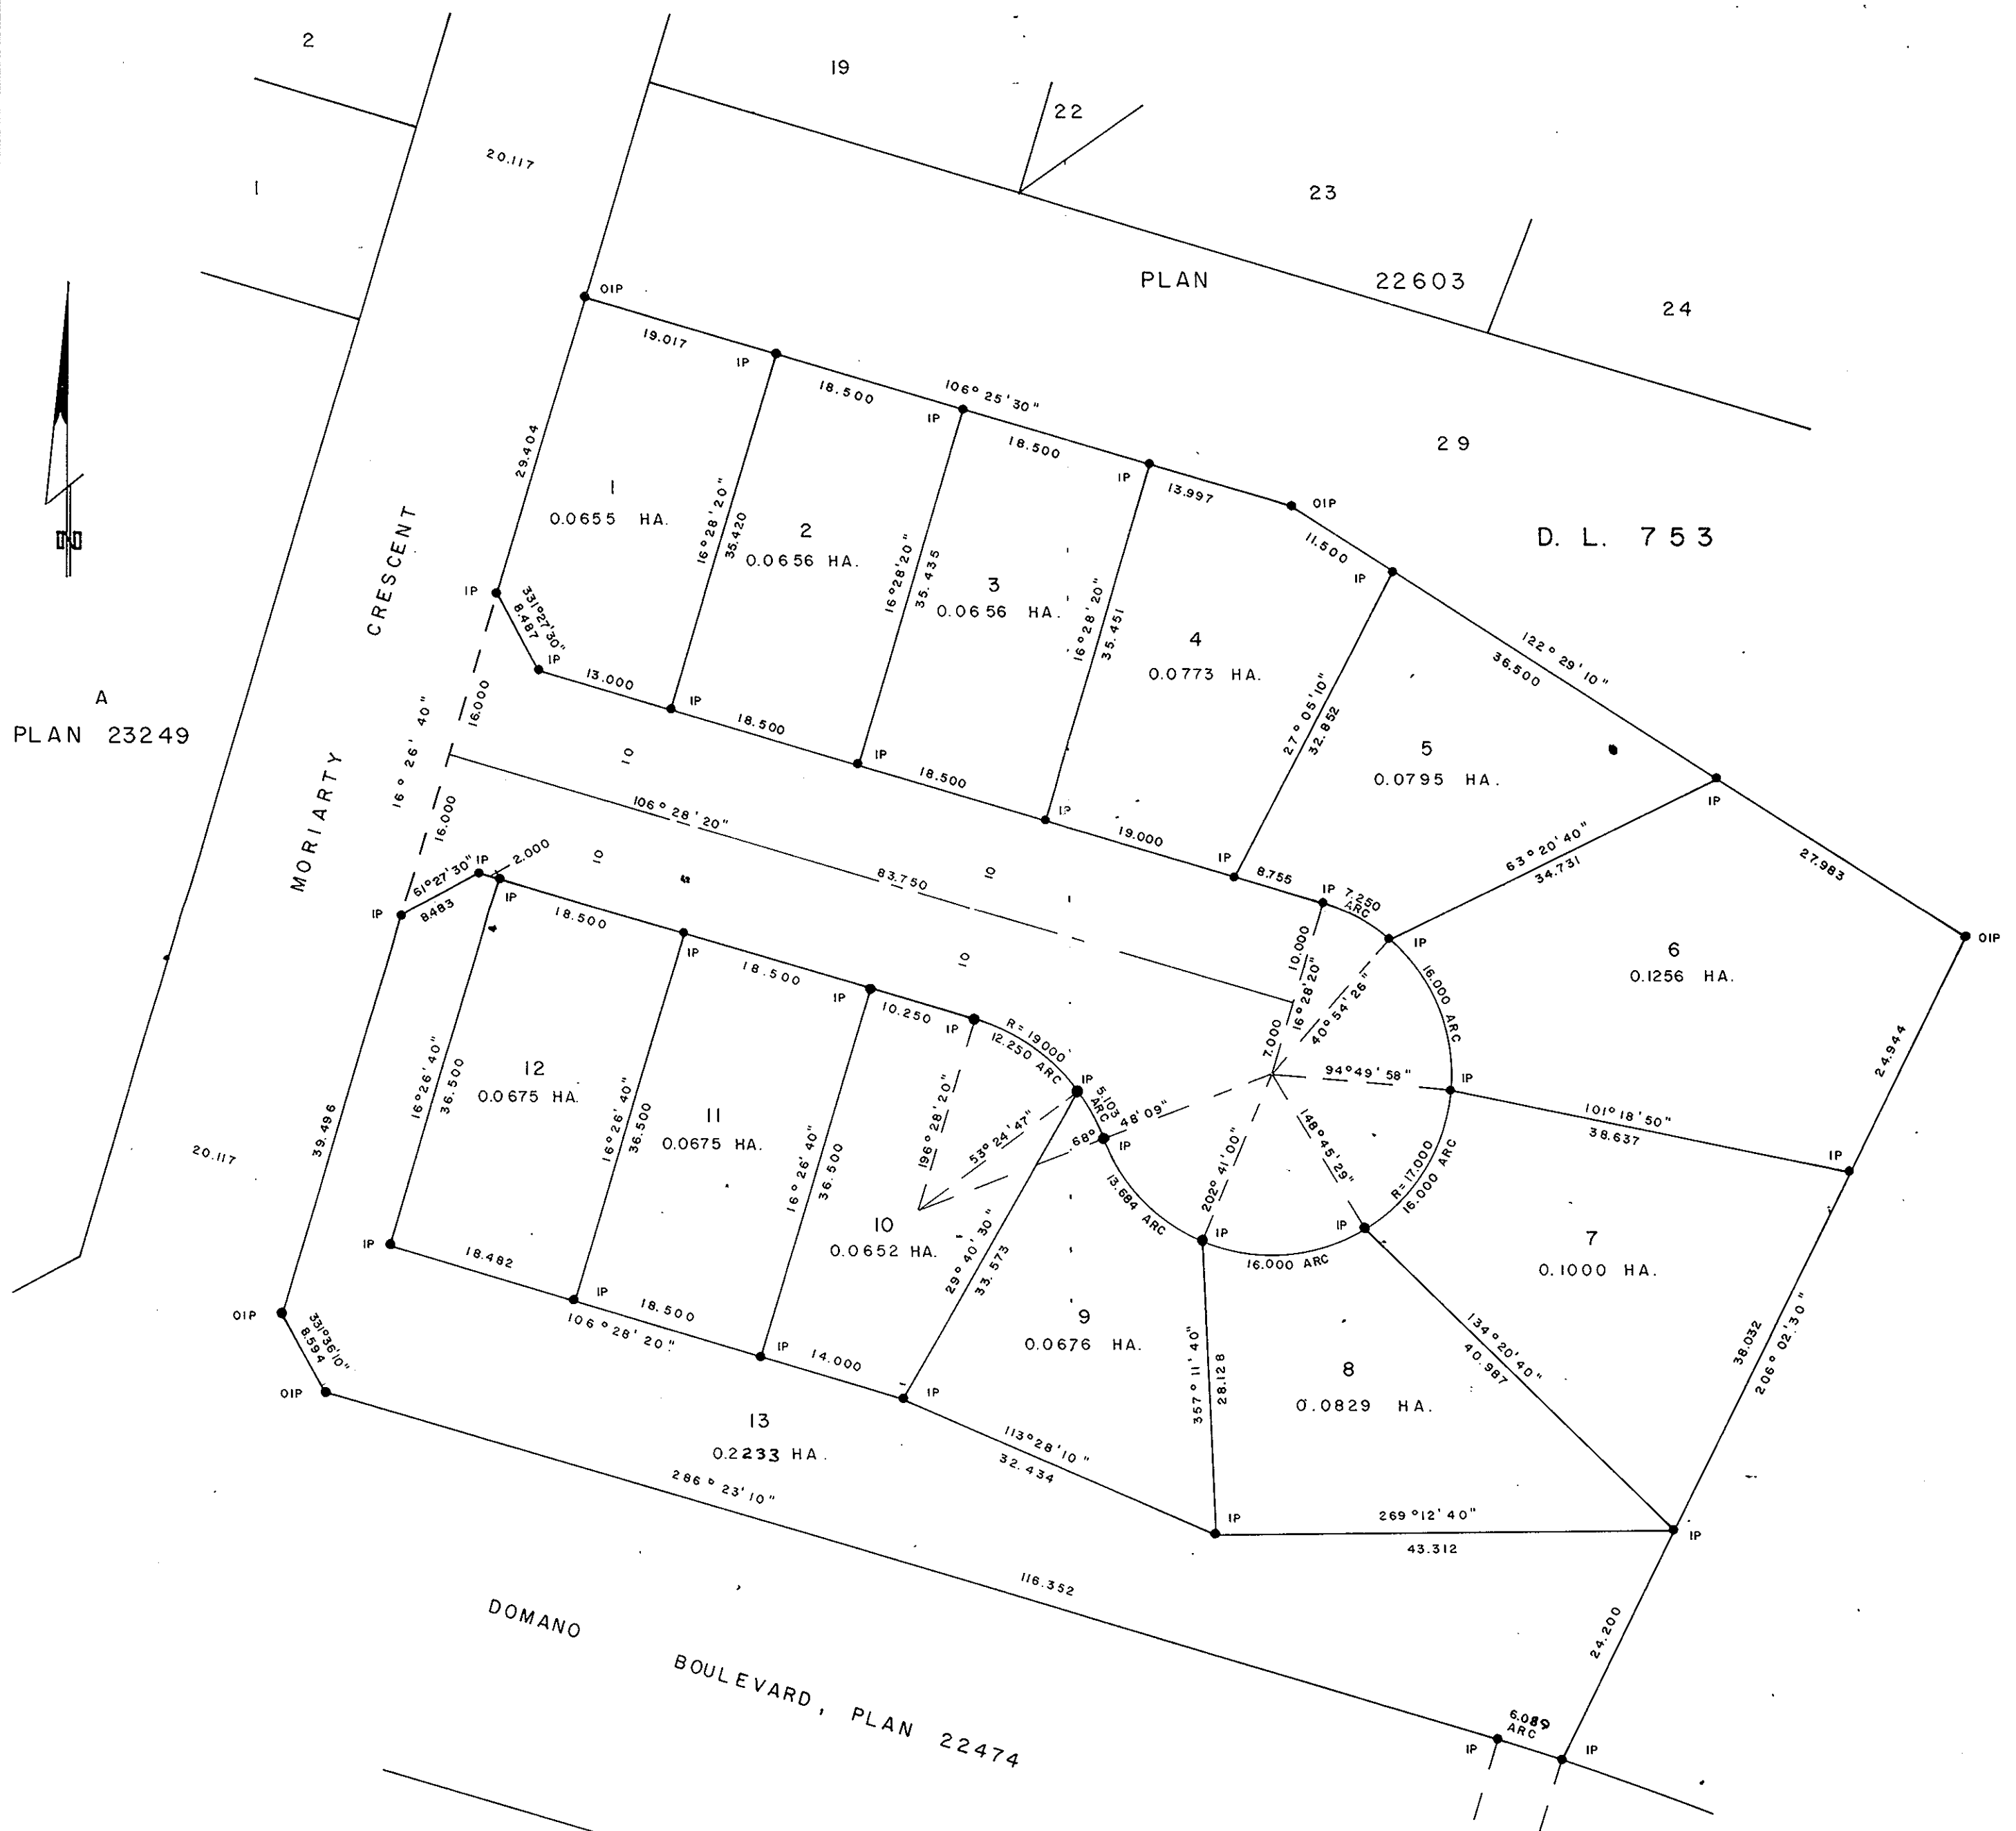 2
19
22
20.117
1
23
PLAN 22603
24
OIP
19.017
IP
18.500
106° 25' 30"
IP
18.500
29
IP
13.997
OIP
D. L. 753
29.404
11.500
IP
1
0.0655 HA.
16° 28' 20"
35.420
2
0.0656 HA.
16° 28' 20"
35.435
3
0.0656 HA.
16° 28' 20"
35.451
4
0.0773 HA.
27° 05' 10"
32.852
122° 29' 10"
36.500
IP
331° 27' 30"
8.487
IP
13.000
IP
CRESCENT
16.000
A
PLAN 23249
16° 26' 40"
18.500
IP
5
0.0795 HA.
IP
10
18.500
IP
MORIARTY
16.000
106° 28' 20"
19.000
63° 20' 40"
34.731
27.983
IP
61° 27' 30"
8.483
IP
2.000
10
83.750
10
IP
8.755
IP
7.250
ARC
IP
OIP
IP
IP
18.500
IP
6
0.1256 HA.
10.000
16° 28' 20"
18.500
10
16.000 ARC
40° 54' 26"
IP
10.250
IP
R = 19.000
12.250 ARC
7.000
24.944
16° 26' 40"
36.500
12
0.0675 HA.
16° 26' 40"
36.500
11
0.0675 HA.
16° 26' 40"
36.500
196° 28' 20"
53° 24' 47"
IP
5.103
ARC
68° 48' 09"
IP
94° 49' 58"
IP
101° 18' 50"
38.637
IP
148° 45' 29"
R = 17.000
16.000 ARC
39.496
20.117
13.684 ARC
202° 41' 00"
IP
IP
16.000 ARC
10
0.0652 HA.
29° 40' 30"
33.573
7
0.1000 HA.
IP
18.482
IP
18.500
106° 28' 20"
IP
14.000
IP
OIP
331° 36' 10"
8.594
OIP
9
0.0676 HA.
357° 11' 40"
28.128
8
0.0829 HA.
134° 20' 40"
40.987
38.032
206° 02' 30"
13
0.2233 HA.
113° 28' 10"
32.434
286° 23' 10"
IP
269° 12' 40"
43.312
IP
116.352
24.200
DOMANO BOULEVARD, PLAN 22474
6.089
ARC
IP
IP